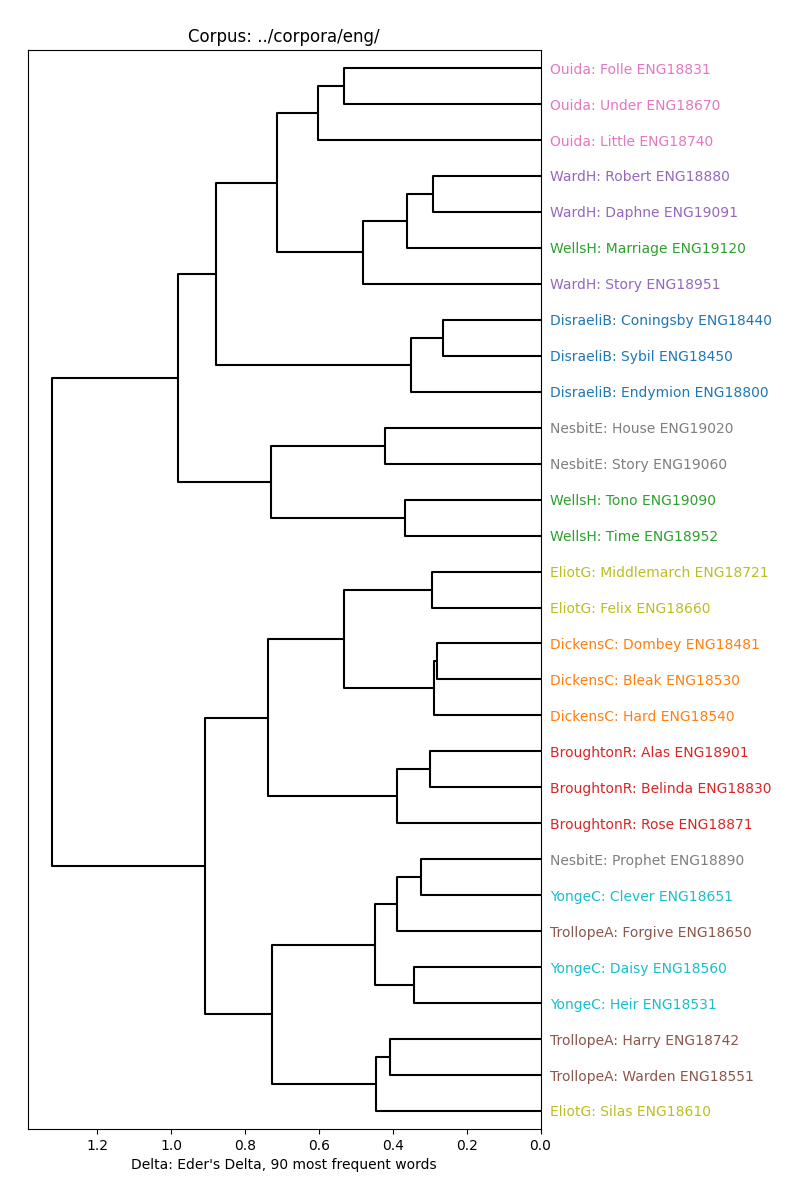 Corpus: ../corpora/eng/
Ouida: Folle ENG18831
Ouida: Under ENG18670
Ouida: Little ENG18740
WardH: Robert ENG18880
WardH: Daphne ENG19091
WellsH: Marriage ENG19120
WardH: Story ENG18951
DisraeliB: Coningsby ENG18440
DisraeliB: Sybil ENG18450
DisraeliB: Endymion ENG18800
NesbitE: House ENG19020
NesbitE: Story ENG19060
WellsH: Tono ENG19090
WellsH: Time ENG18952
EliotG: Middlemarch ENG18721
EliotG: Felix ENG18660
DickensC: Dombey ENG18481
DickensC: Bleak ENG18530
DickensC: Hard ENG18540
BroughtonR: Alas ENG18901
BroughtonR: Belinda ENG18830
BroughtonR: Rose ENG18871
NesbitE: Prophet ENG18890
YongeC: Clever ENG18651
TrollopeA: Forgive ENG18650
YongeC: Daisy ENG18560
YongeC: Heir ENG18531
TrollopeA: Harry ENG18742
TrollopeA: Warden ENG18551
EliotG: Silas ENG18610
1.2 1.0 0.8 0.6 0.4 0.2 0.0
Delta: Eder's Delta, 90 most frequent words